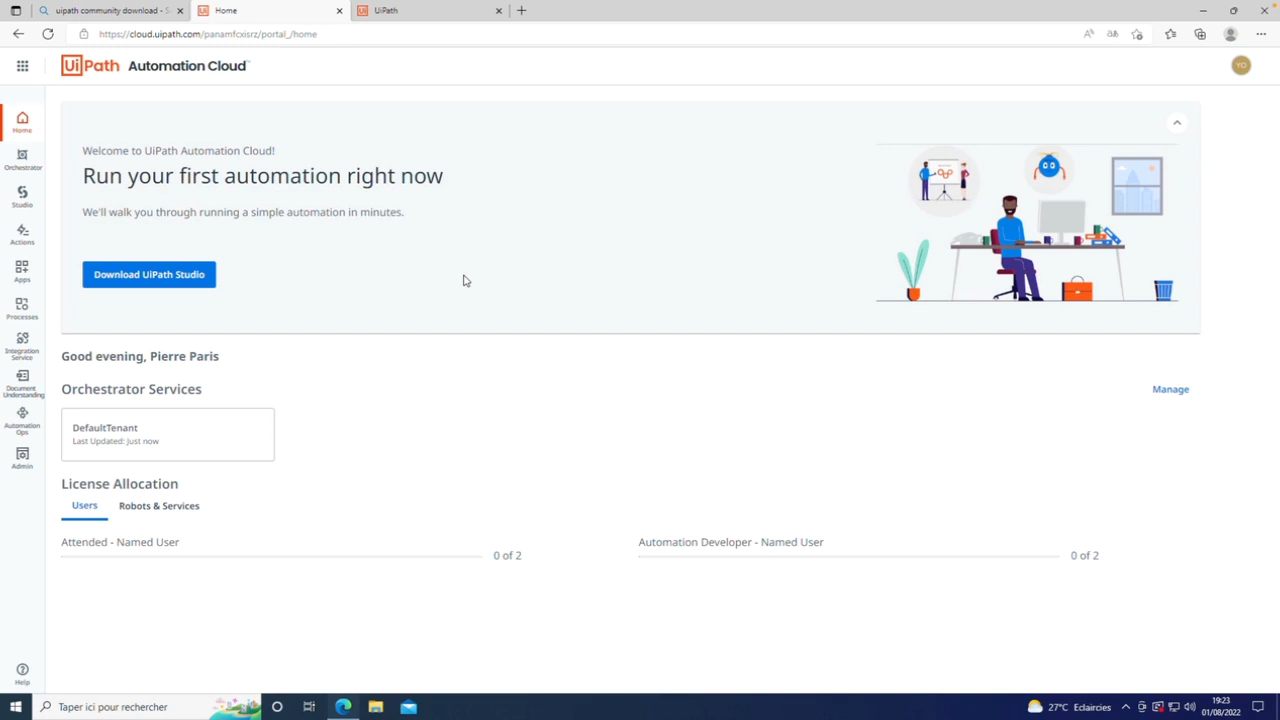 uipath community download - S
Home
UiPath
https://cloud.uipath.com/panamfcxisrz/portal_/home
UiPath Automation Cloud™
YO
Home
Orchestrator
Studio
Actions
Apps
Processes
Integration
Service
Document
Understanding
Automation
Ops
Admin
Help
Welcome to UiPath Automation Cloud!
Run your first automation right now
We'll walk you through running a simple automation in minutes.
Download UiPath Studio
Good evening, Pierre Paris
Orchestrator Services
Manage
DefaultTenant
Last Updated: Just now
License Allocation
Users
Robots & Services
Attended - Named User
0 of 2
Automation Developer - Named User
0 of 2
Taper ici pour rechercher
27°C Eclaircies
19:23
01/08/2022